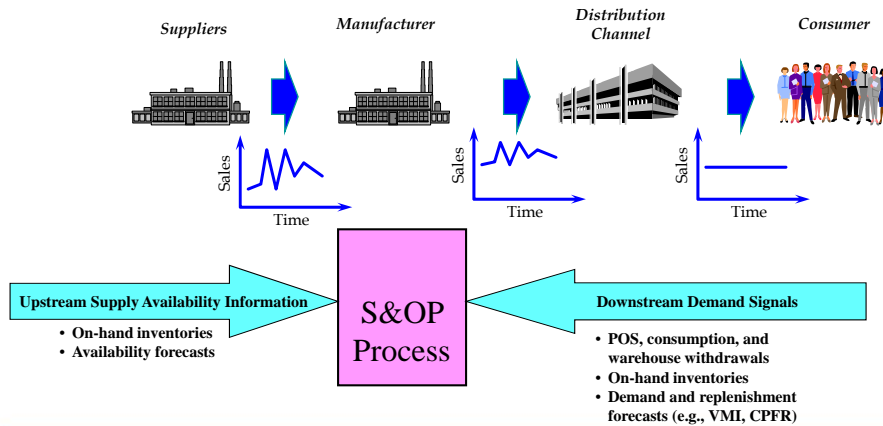 Suppliers
Manufacturer
Distribution
Channel
Consumer
Sales
Time
Sales
Time
Sales
Time
Upstream Supply Availability Information
• On-hand inventories
• Availability forecasts
S&OP
Process
Downstream Demand Signals
• POS, consumption, and
warehouse withdrawals
• On-hand inventories
• Demand and replenishment
forecasts (e.g., VMI, CPFR)